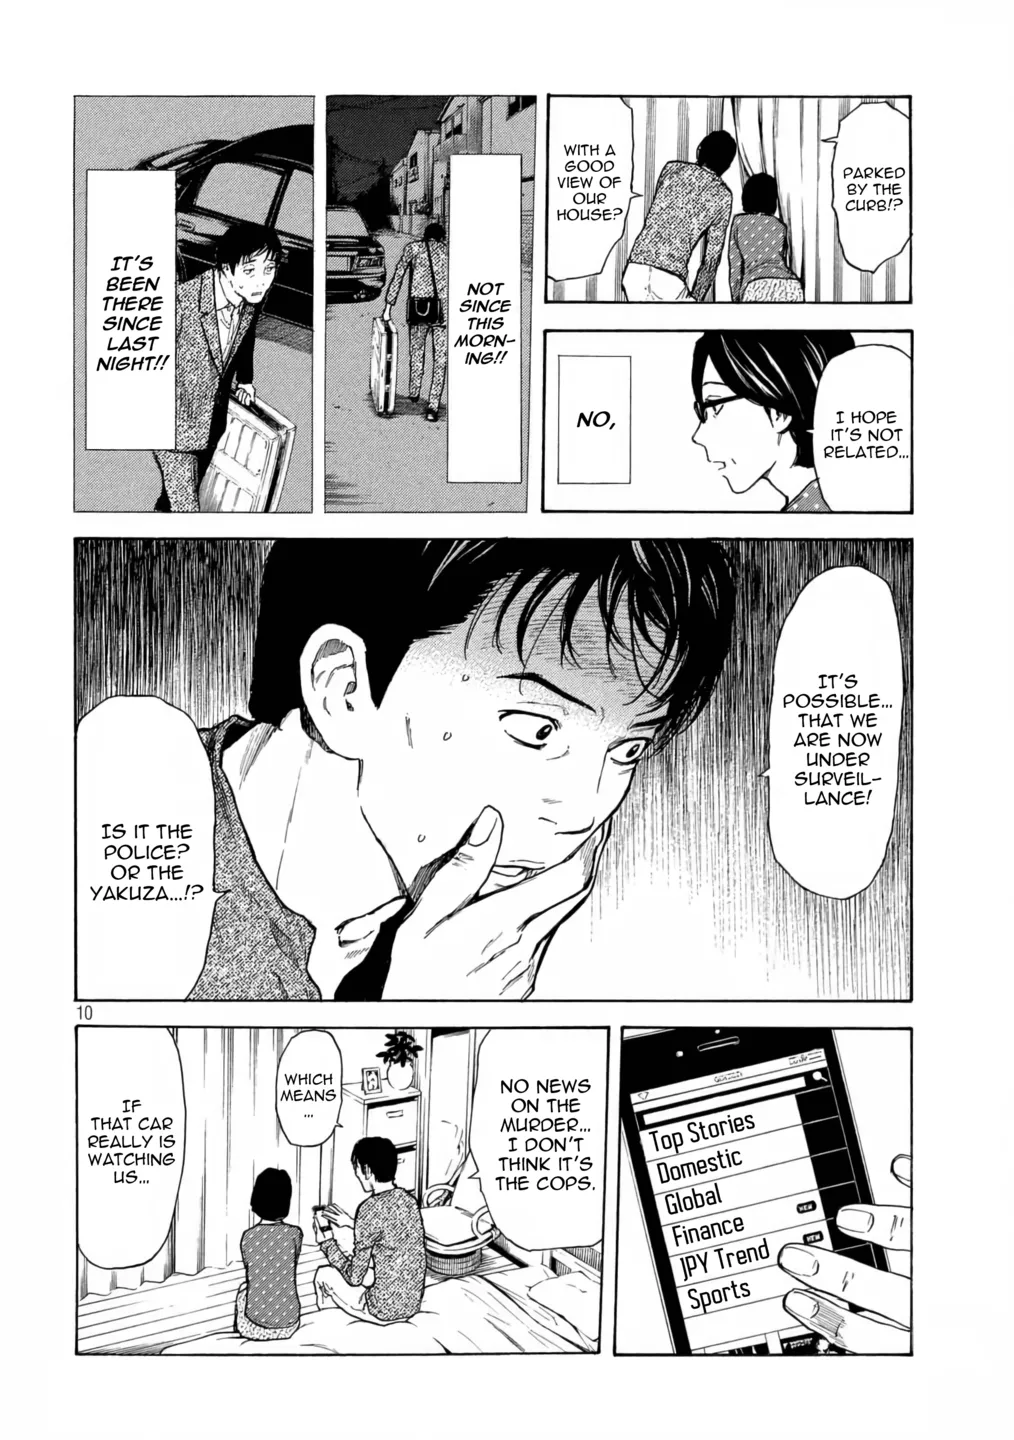 PARKED
BY THE
CURB!?
WITH A
GOOD
VIEW OF
OUR
HOUSE?
I HOPE
IT'S NOT
RELATED...
NO,
NOT
SINCE
THIS
MORN-
ING!!
IT'S
BEEN
THERE
SINCE
LAST
NIGHT!!
IT'S
POSSIBLE...
THAT WE
ARE NOW
UNDER
SURVEIL-
LANCE!
IS IT THE
POLICE?
OR THE
YAKUZA...!?
10
Top Stories
Domestic
Global
Finance
NEW
JPY Trend
NEW
Sports
NO NEWS
ON THE
MURDER...
I DON'T
THINK IT'S
THE COPS.
WHICH
MEANS
...
IF
THAT CAR
REALLY IS
WATCHING
US...